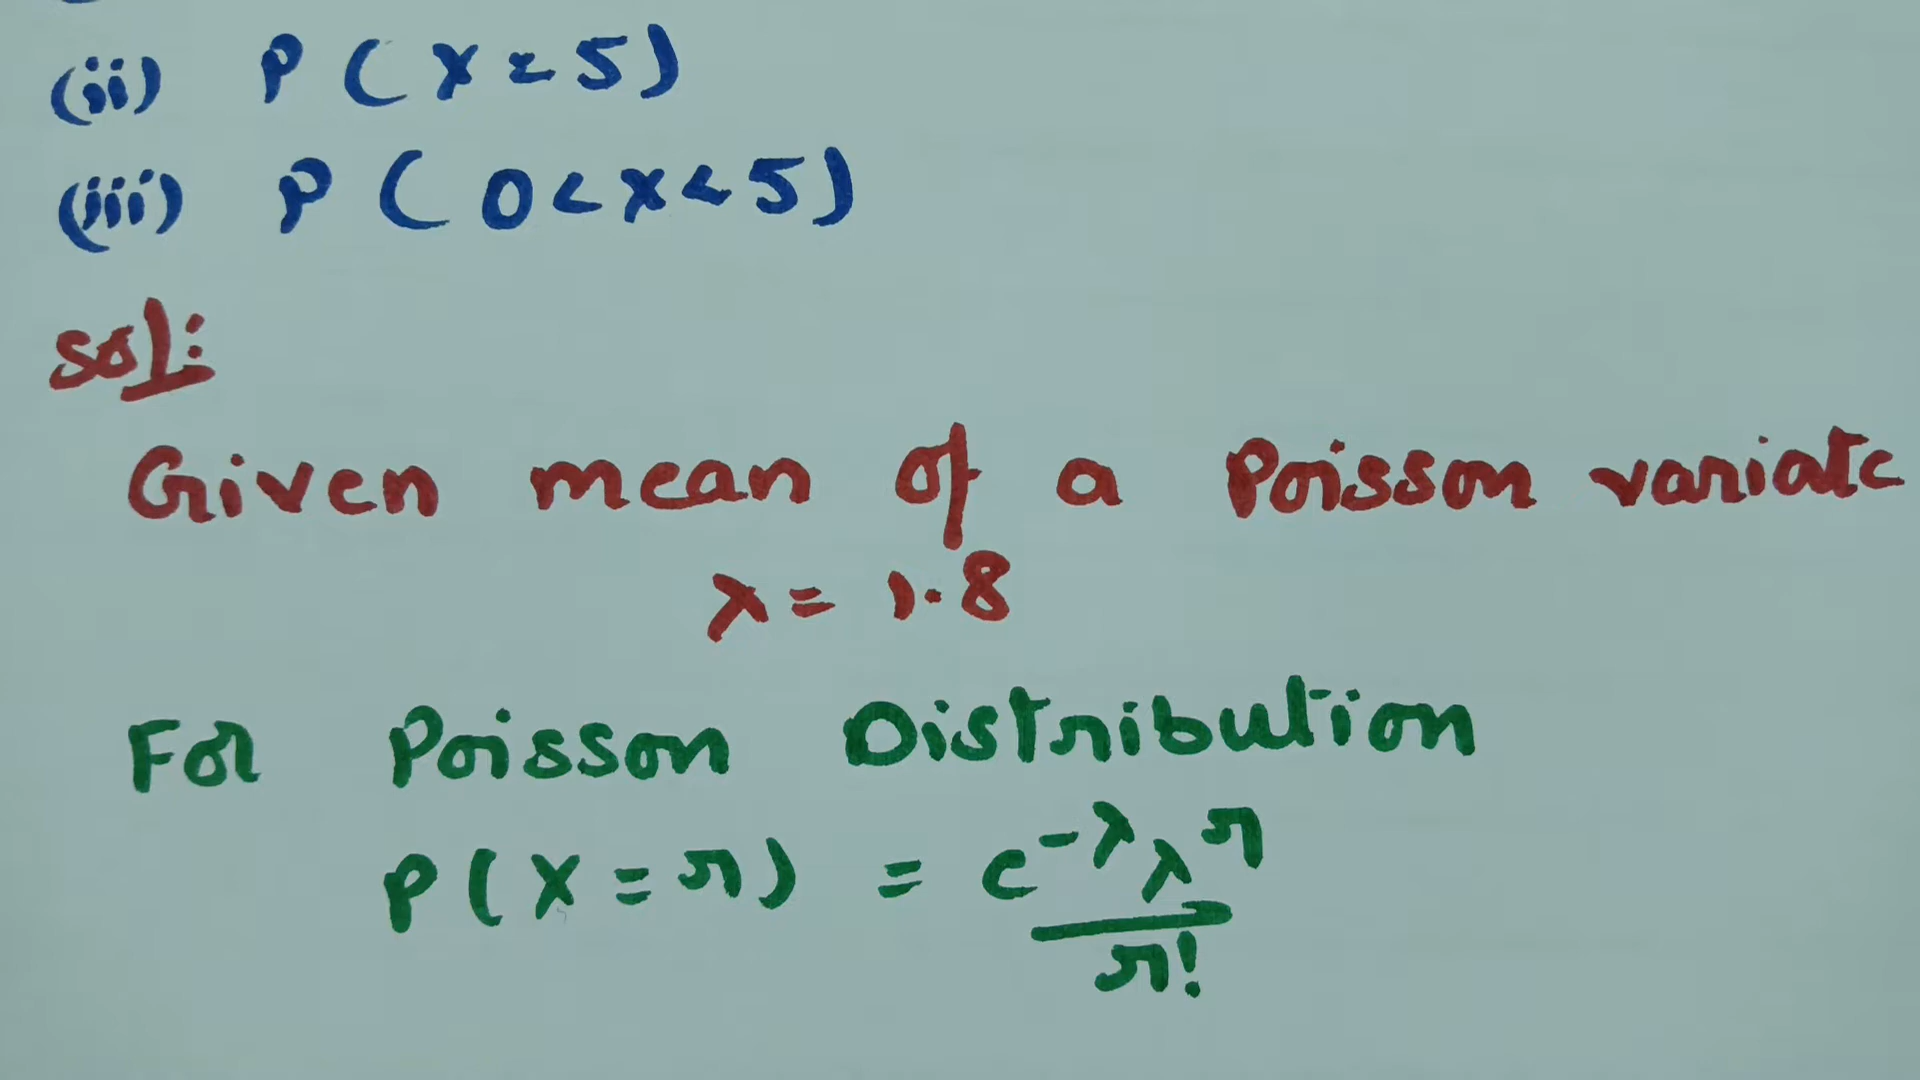 (ii) P(X=5)
(iii) P(0<X<5)
Sol:
Given mean of a Poisson variate
λ = 1.8
For Poisson Distribution
P(X=r) = e^-λ λ^r
r!